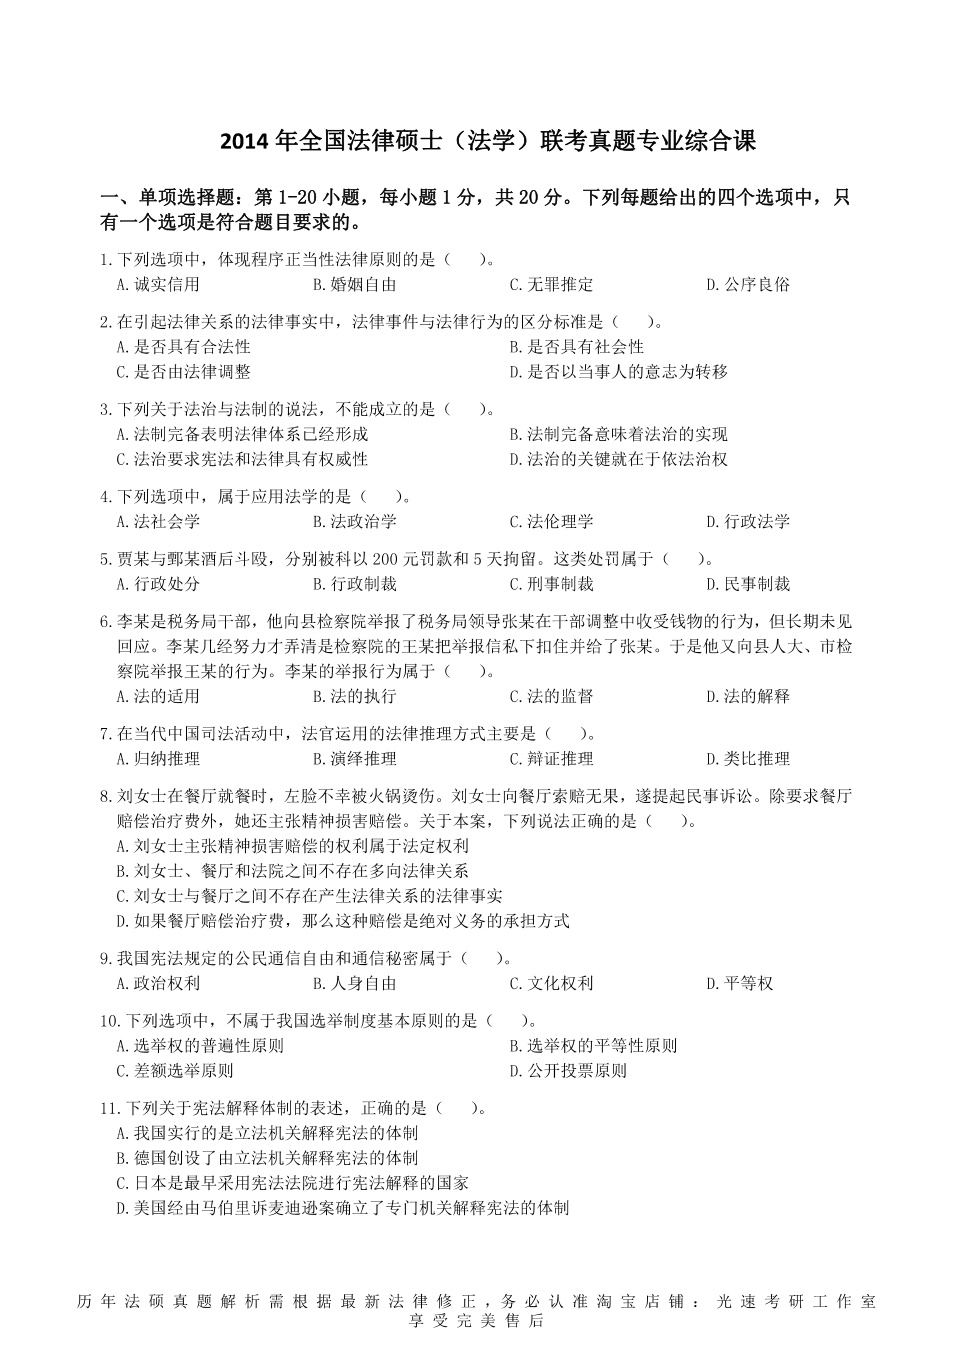 2014 年全国法律硕士（法学）联考真题专业综合课
一、单项选择题：第 1-20 小题，每小题 1 分，共 20 分。下列每题给出的四个选项中，只
有一个选项是符合题目要求的。
1.下列选项中，体现程序正当性法律原则的是（　　）。
A.诚实信用 B.婚姻自由 C.无罪推定 D.公序良俗
2.在引起法律关系的法律事实中，法律事件与法律行为的区分标准是（　　）。
A.是否具有合法性 B.是否具有社会性
C.是否由法律调整 D.是否以当事人的意志为转移
3.下列关于法治与法制的说法，不能成立的是（　　）。
A.法制完备表明法律体系已经形成 B.法制完备意味着法治的实现
C.法治要求宪法和法律具有权威性 D.法治的关键就在于依法治权
4.下列选项中，属于应用法学的是（　　）。
A.法社会学 B.法政治学 C.法伦理学 D.行政法学
5.贾某与甄某酒后斗殴，分别被科以 200 元罚款和 5 天拘留。这类处罚属于（　　）。
A.行政处分 B.行政制裁 C.刑事制裁 D.民事制裁
6.李某是税务局干部，他向县检察院举报了税务局领导张某在干部调整中收受钱物的行为，但长期未见
回应。李某几经努力才弄清是检察院的王某把举报信私下扣住并给了张某。于是他又向县人大、市检
察院举报王某的行为。李某的举报行为属于（　　）。
A.法的适用 B.法的执行 C.法的监督 D.法的解释
7.在当代中国司法活动中，法官运用的法律推理方式主要是（　　）。
A.归纳推理 B.演绎推理 C.辩证推理 D.类比推理
8.刘女士在餐厅就餐时，左脸不幸被火锅烫伤。刘女士向餐厅索赔无果，遂提起民事诉讼。除要求餐厅
赔偿治疗费外，她还主张精神损害赔偿。关于本案，下列说法正确的是（　　）。
A.刘女士主张精神损害赔偿的权利属于法定权利
B.刘女士、餐厅和法院之间不存在多向法律关系
C.刘女士与餐厅之间不存在产生法律关系的法律事实
D.如果餐厅赔偿治疗费，那么这种赔偿是绝对义务的承担方式
9.我国宪法规定的公民通信自由和通信秘密属于（　　）。
A.政治权利 B.人身自由 C.文化权利 D.平等权
10.下列选项中，不属于我国选举制度基本原则的是（　　）。
A.选举权的普遍性原则 B.选举权的平等性原则
C.差额选举原则 D.公开投票原则
11.下列关于宪法解释体制的表述，正确的是（　　）。
A.我国实行的是立法机关解释宪法的体制
B.德国创设了由立法机关解释宪法的体制
C.日本是最早采用宪法法院进行宪法解释的国家
D.美国经由马伯里诉麦迪逊案确立了专门机关解释宪法的体制
历年法硕真题解析需根据最新法律修正,务必认准淘宝店铺：光速考研工作室
享受完美售后